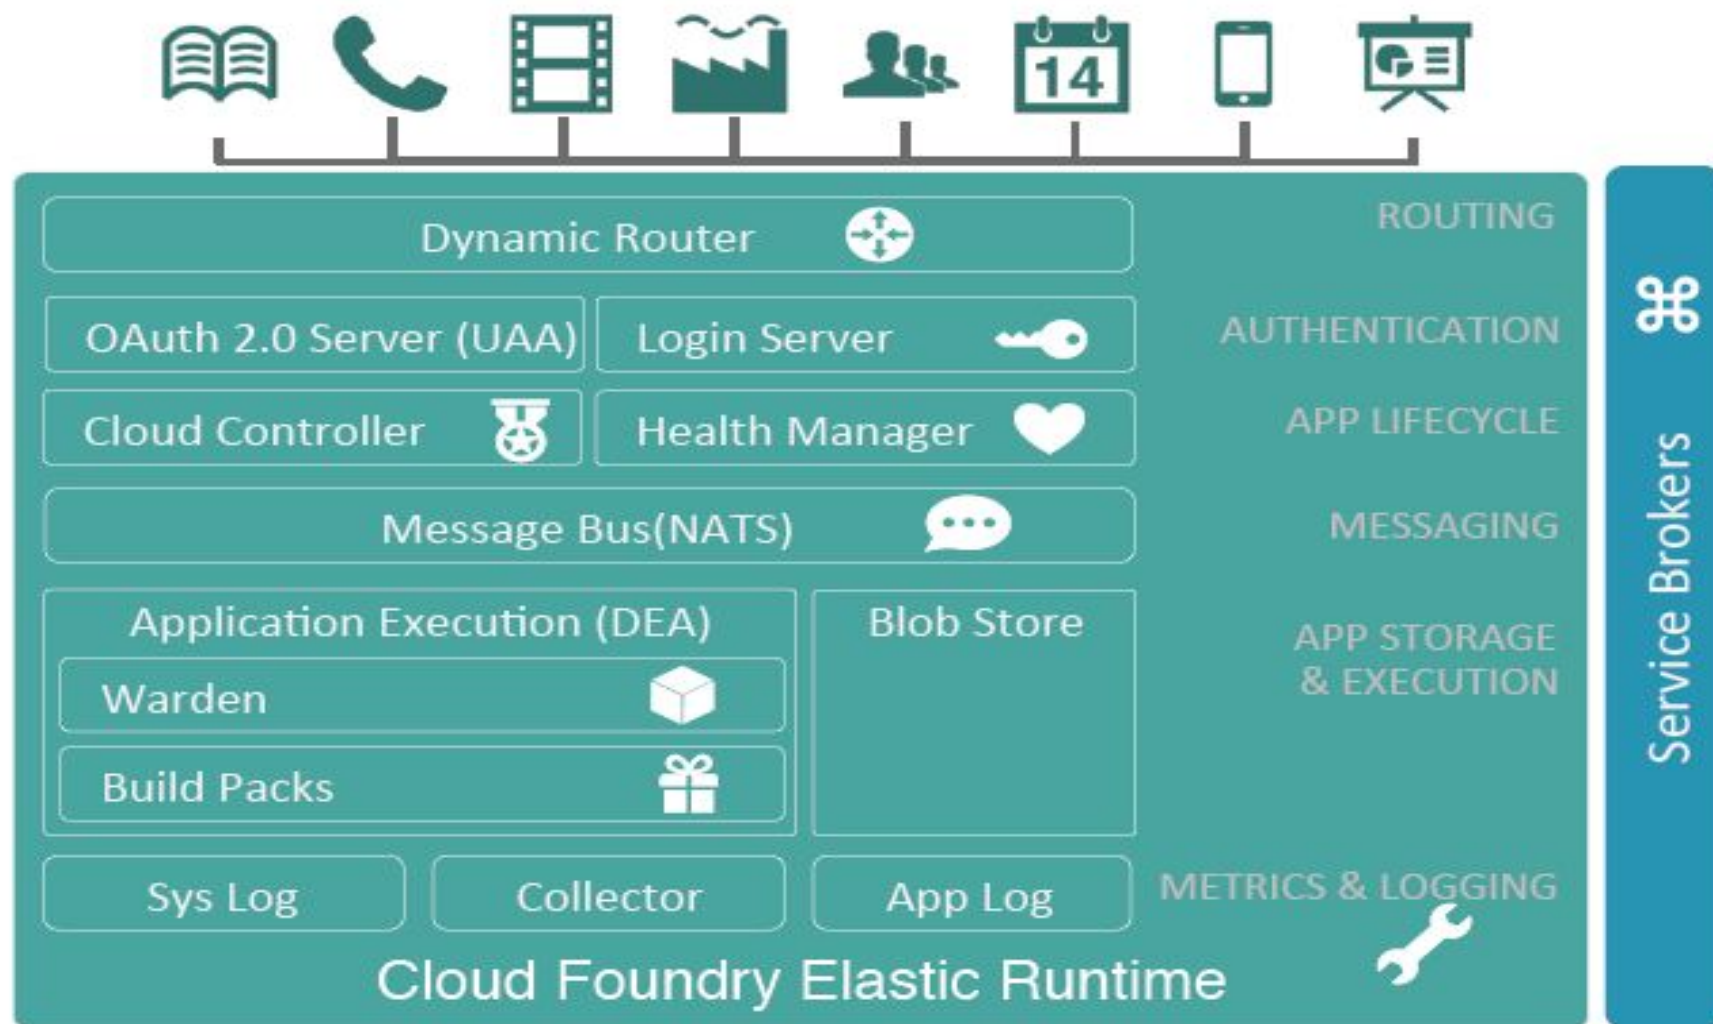 14
Dynamic Router
ROUTING
OAuth 2.0 Server (UAA)
Login Server
AUTHENTICATION
Cloud Controller
Health Manager
APP LIFECYCLE
Message Bus(NATS)
MESSAGING
Application Execution (DEA)
Blob Store
APP STORAGE
& EXECUTION
Warden
Build Packs
Sys Log
Collector
App Log
METRICS & LOGGING
Cloud Foundry Elastic Runtime
Service Brokers